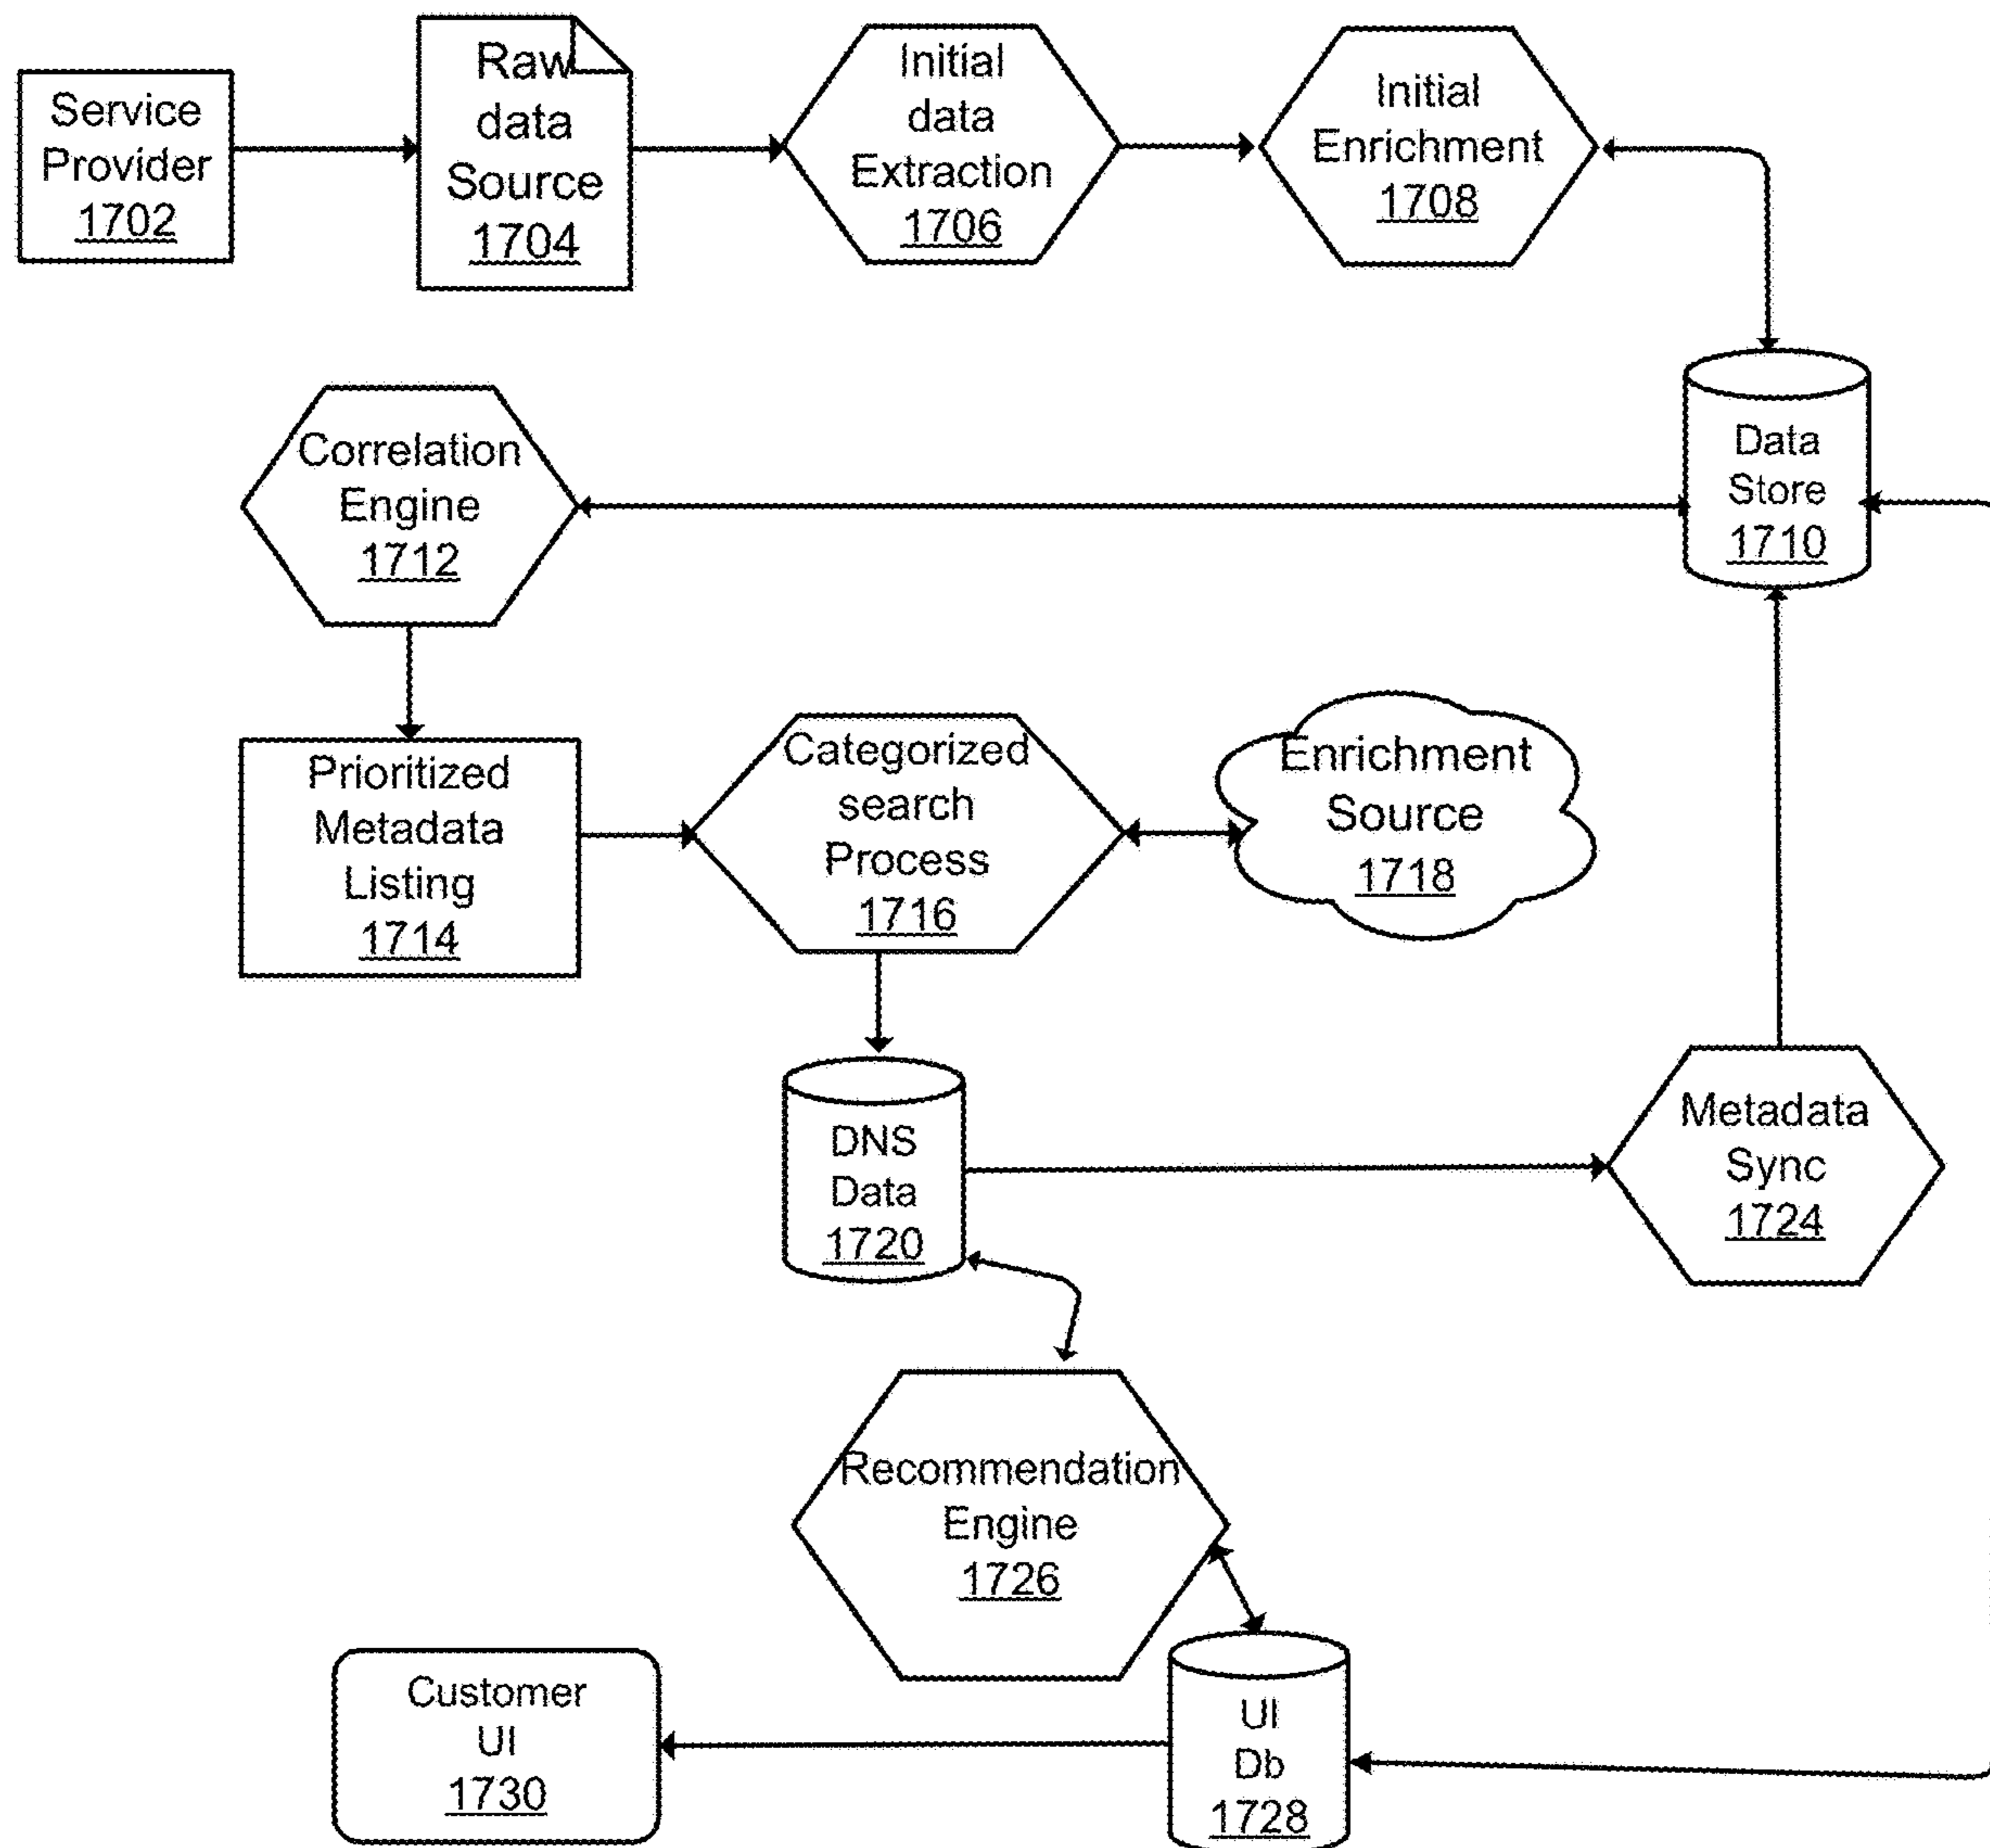 Service
Provider
1702
Raw
data
Source
1704
Initial
data
Extraction
1706
Initial
Enrichment
1708
Data
Store
1710
Correlation
Engine
1712
Prioritized
Metadata
Listing
1714
Categorized
search
Process
1716
Enrichment
Source
1718
DNS
Data
1720
Metadata
Sync
1724
Recommendation
Engine
1726
Customer
UI
1730
UI
Db
1728